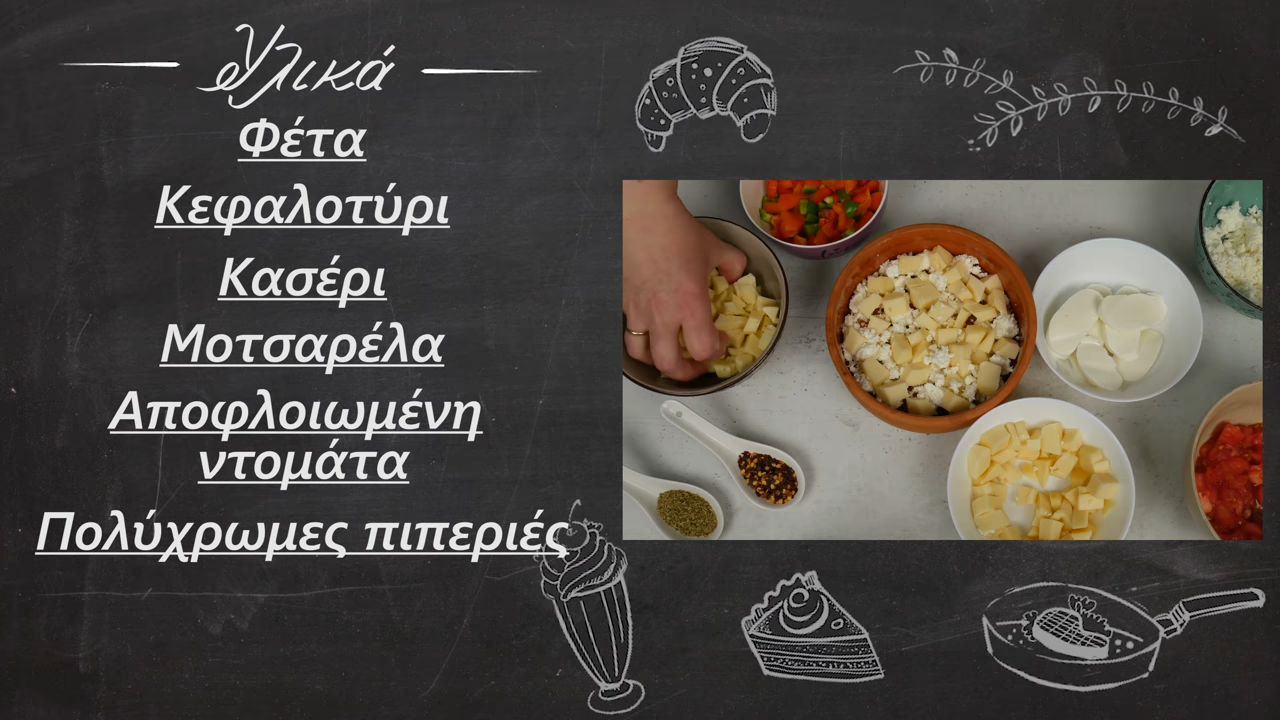 Υλικά
Φέτα
Κεφαλοτύρι
Κασέρι
Μοτσαρέλα
Αποφλοιωμένη
ντομάτα
Πολύχρωμες πιπεριές